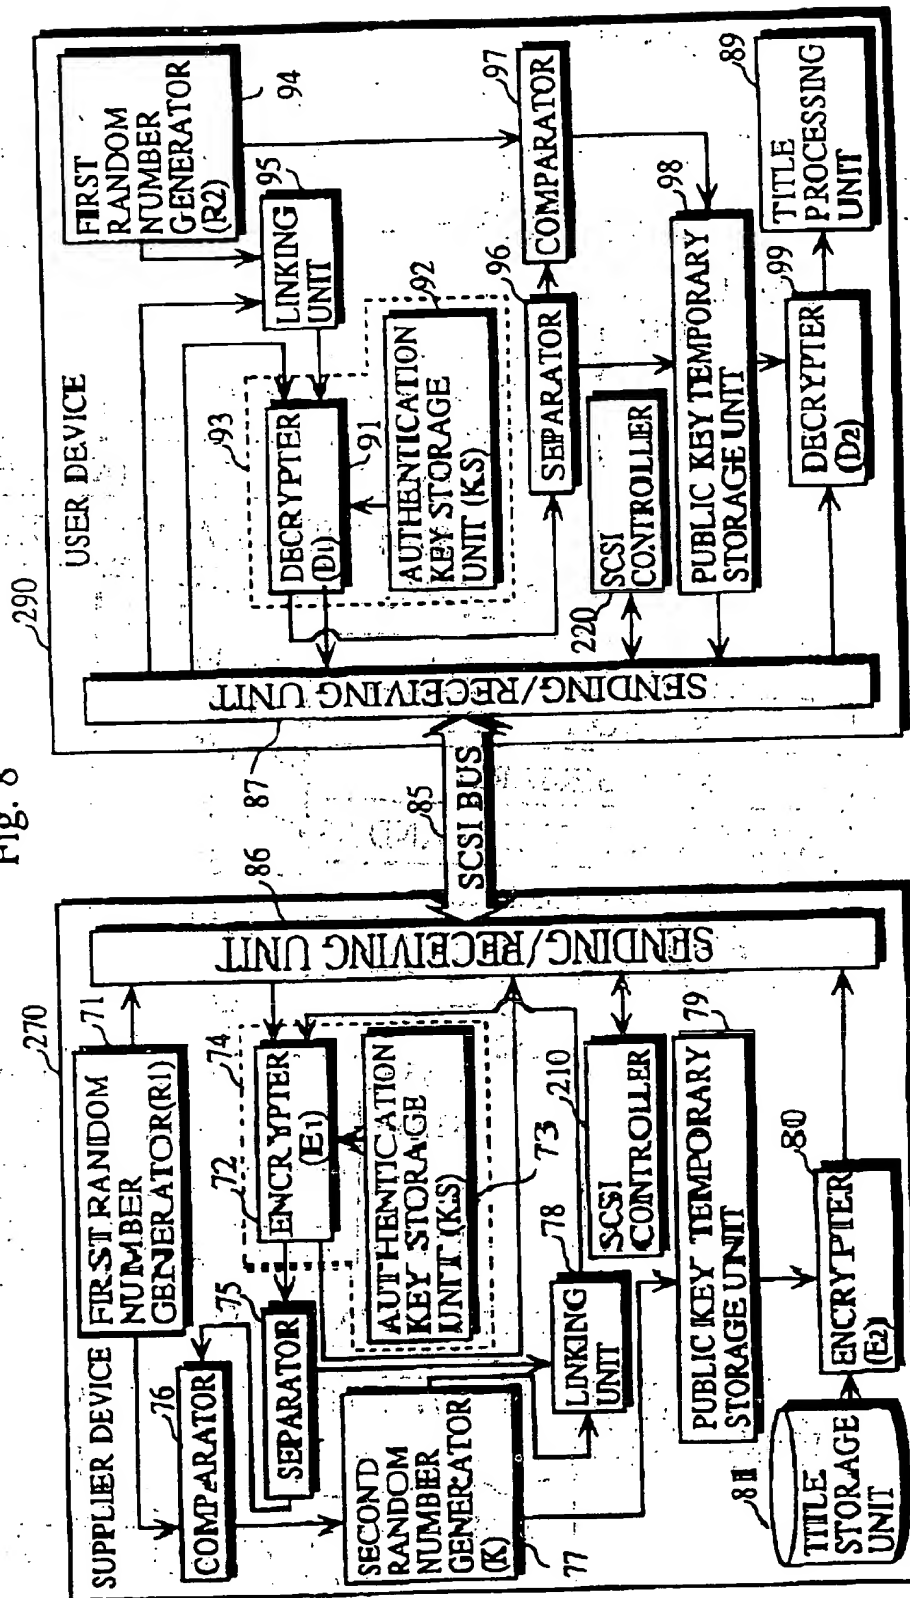 Fig. 8
270
SUPPLIER DEVICE
FIRST RANDOM
NUMBER
GENERATOR(R1)
71
76
COMPARATOR
75
SEPARATOR
72
74
ENCRYPTER
(E1)
AUTHENTICATION
KEY STORAGE
UNIT (KS)
73
SECOND
RANDOM
NUMBER
GENERATOR
(K)
77
78
LINKING
UNIT
210
SCSI
CONTROLLER
PUBLIC KEY TEMPORARY
STORAGE UNIT
79
81
TITLE
STORAGE
UNIT
ENCRYPTER
(E2)
80
86
SENDING/RECEIVING UNIT
85
SCSI BUS
290
USER DEVICE
87
SENDING/RECEIVING UNIT
FIRST
RANDOM
NUMBER
GENERATOR
(R2)
94
95
LINKING
UNIT
93
DECRYPTER
(D1)
91
92
AUTHENTICATION
KEY STORAGE
UNIT (KS)
96
SEPARATOR
97
COMPARATOR
220
SCSI
CONTROLLER
98
PUBLIC KEY TEMPORARY
STORAGE UNIT
99
DECRYPTER
(D2)
89
TITLE
PROCESSING
UNIT